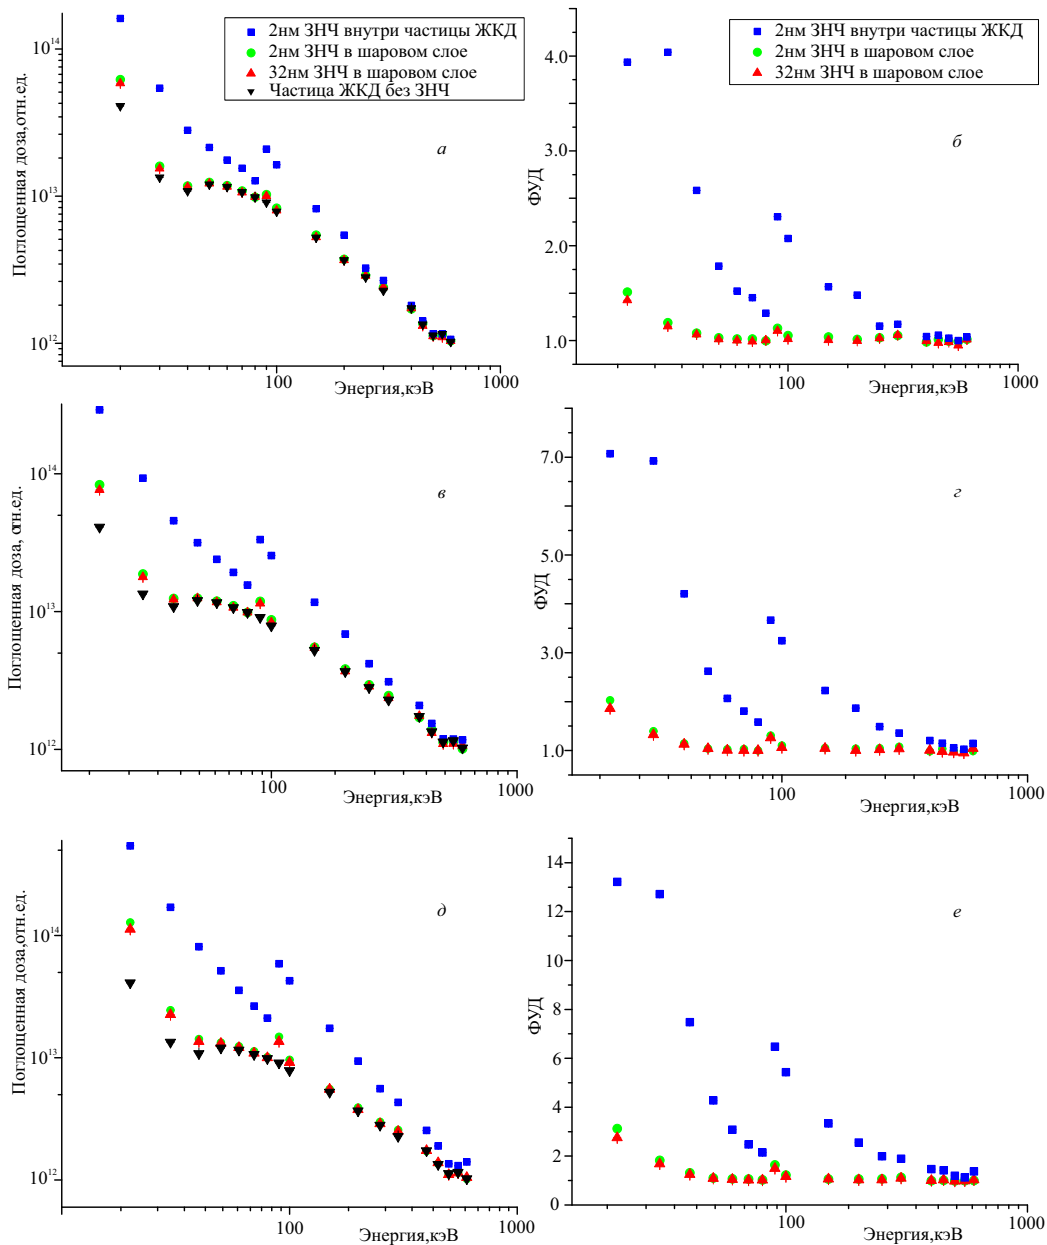 2нм ЗНЧ внутри частицы ЖКД
2нм ЗНЧ в шаровом слое
32нм ЗНЧ в шаровом слое
Частица ЖКД без ЗНЧ
а
10^14
10^13
10^12
Поглощенная доза,отн.ед.
100
1000
Энергия,кэВ
2нм ЗНЧ внутри частицы ЖКД
2нм ЗНЧ в шаровом слое
32нм ЗНЧ в шаровом слое
б
4.0
3.0
2.0
1.0
ФУД
100
1000
Энергия,кэВ
в
10^14
10^13
10^12
Поглощенная доза, отн.ед.
100
1000
Энергия,кэВ
г
7.0
5.0
3.0
1.0
ФУД
100
1000
Энергия,кэВ
д
10^14
10^13
10^12
Поглощенная доза,отн.ед.
100
1000
Энергия,кэВ
е
14
12
10
8
6
4
2
0
ФУД
100
1000
Энергия,кэВ